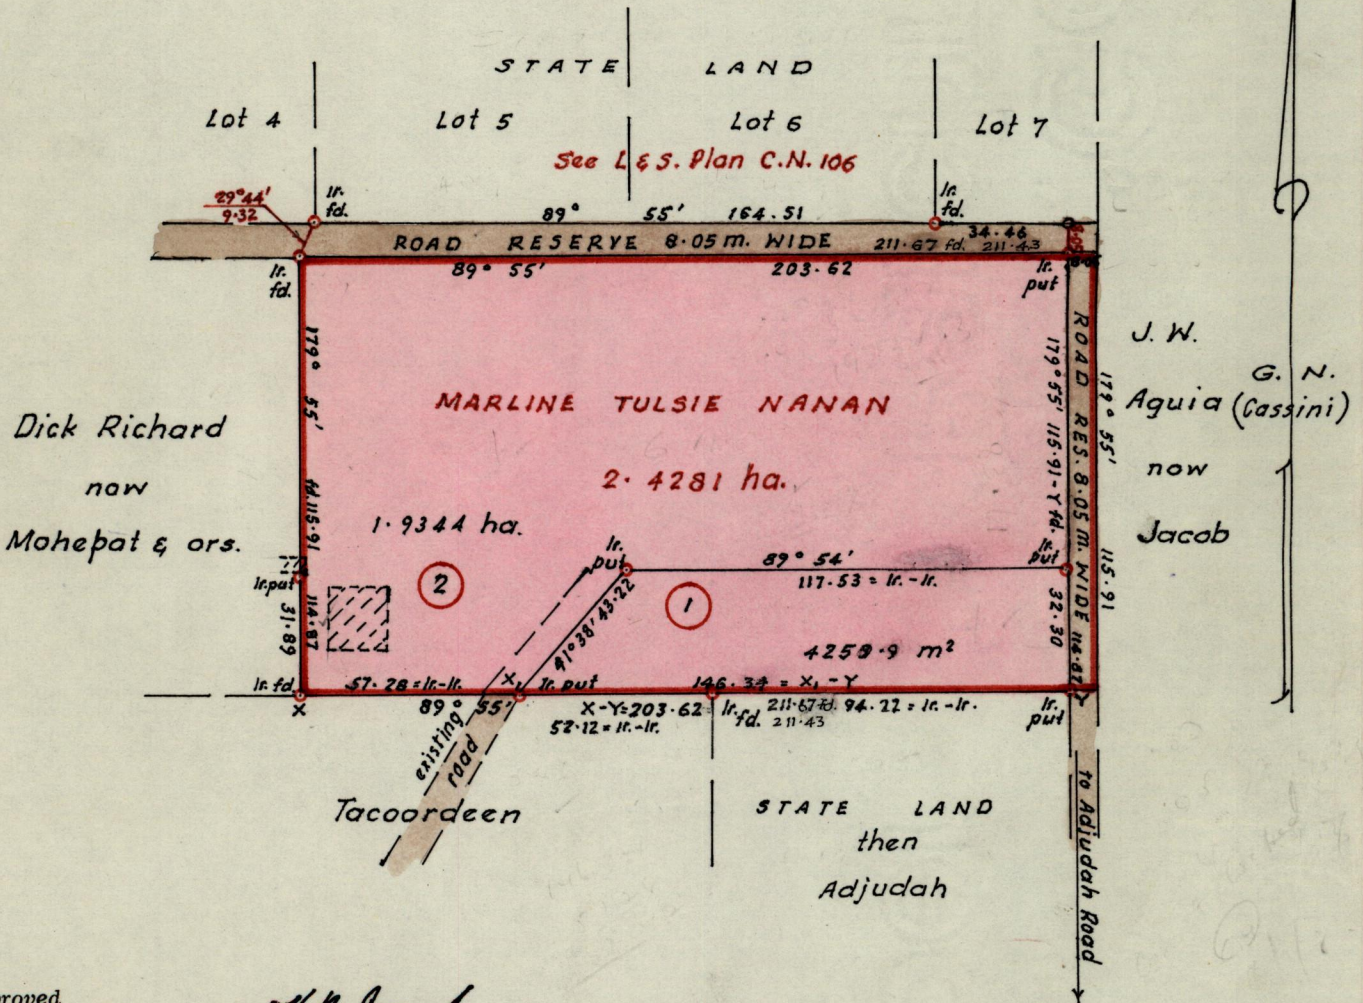 STATE LAND
Lot 4 Lot 5 Lot 6 Lot 7
See L & S. Plan C.N. 106
29°44'
9·32
Ir.
fd.
89° 55' 164.51
Ir.
fd.
34.46
ROAD RESERVE 8·05 m. WIDE
211·67 fd. 211·43
8·05
Ir.
fd.
89° 55' 203·62
Ir.
put
179° 55' 115·91
114·87
MARLINE TULSIE NANAN
2·4281 ha.
1·9344 ha.
179° 55' 115·91 - Y fd.
ROAD RES. 8·05 m. WIDE 114·87
179° 55' 115·91
J. W.
Aguia
now
Jacob
G. N.
(Cassini)
Dick Richard
now
Mohepat & ors.
Ir.
put
89° 54'
117·53 = Ir.-Ir.
Ir.
put
Ir. put
31·89
2
1
41°38' 43·22
32·30
m²
Ir. fd.
57·28 = Ir.-Ir.
X₁ Ir. put
146·34 = X₁ - Y
Y
X
89° 55'
X-Y=203·62
Ir.
fd.
211·67 fd. 94·22 = Ir.-Ir.
211·43
52·12 = Ir.-Ir.
Ir.
put
existing
road
Tacoordeen
STATE LAND
then
Adjudah
to Adjudah Road